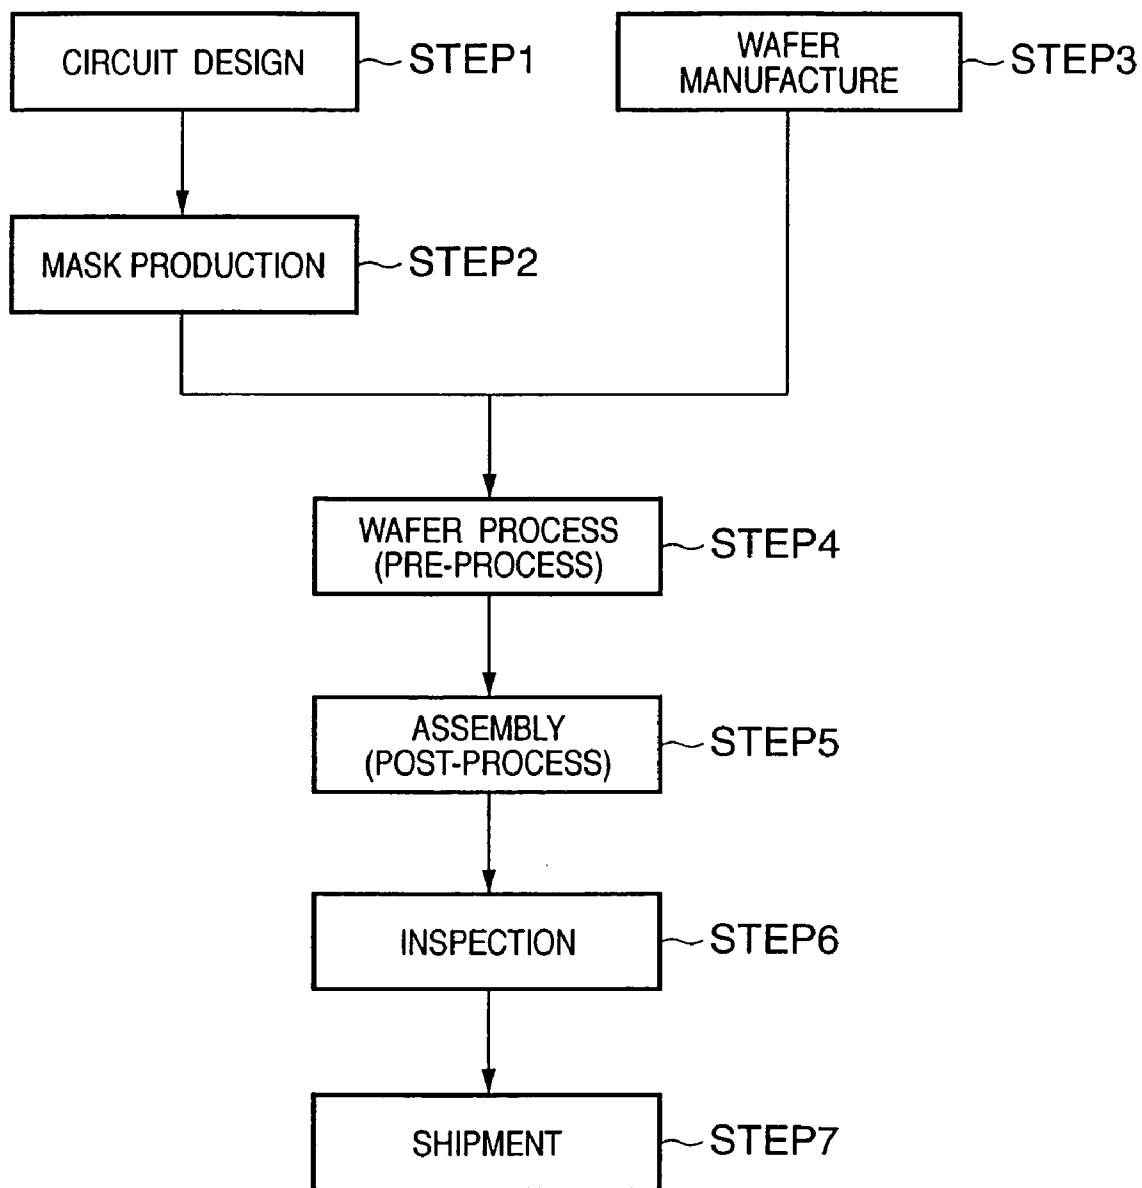 CIRCUIT DESIGN
STEP1
WAFER
MANUFACTURE
STEP3
MASK PRODUCTION
STEP2
WAFER PROCESS
(PRE-PROCESS)
STEP4
ASSEMBLY
(POST-PROCESS)
STEP5
INSPECTION
STEP6
SHIPMENT
STEP7